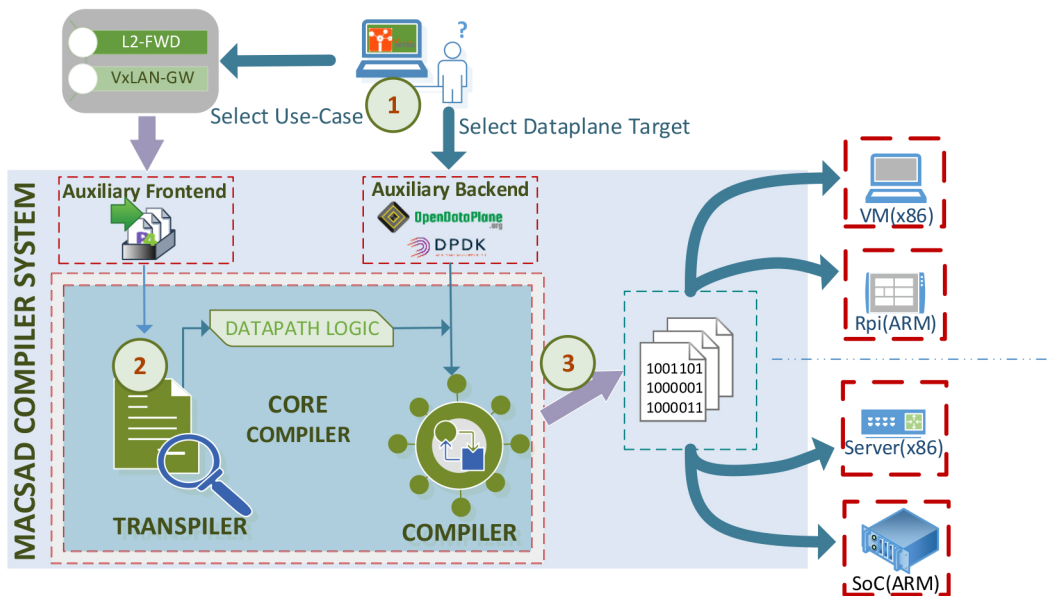 L2-FWD
VxLAN-GW
?
1
Select Use-Case
Select Dataplane Target
MACSAD COMPILER SYSTEM
Auxiliary Frontend
P4
Auxiliary Backend
OpenDataPlane
.org
DPDK
DATAPATH LOGIC
2
3
CORE
COMPILER
TRANSPILER
COMPILER
1001101
1000001
1000011
VM(x86)
Rpi(ARM)
Server(x86)
SoC(ARM)